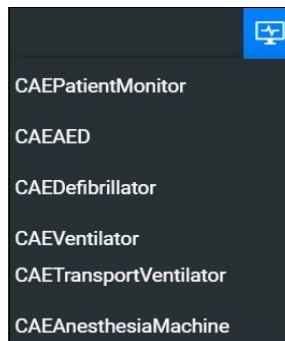 CAEPatientMonitor
CAEAED
CAEDefibrillator
CAEVentilator
CAETransportVentilator
CAEAnesthesiaMachine